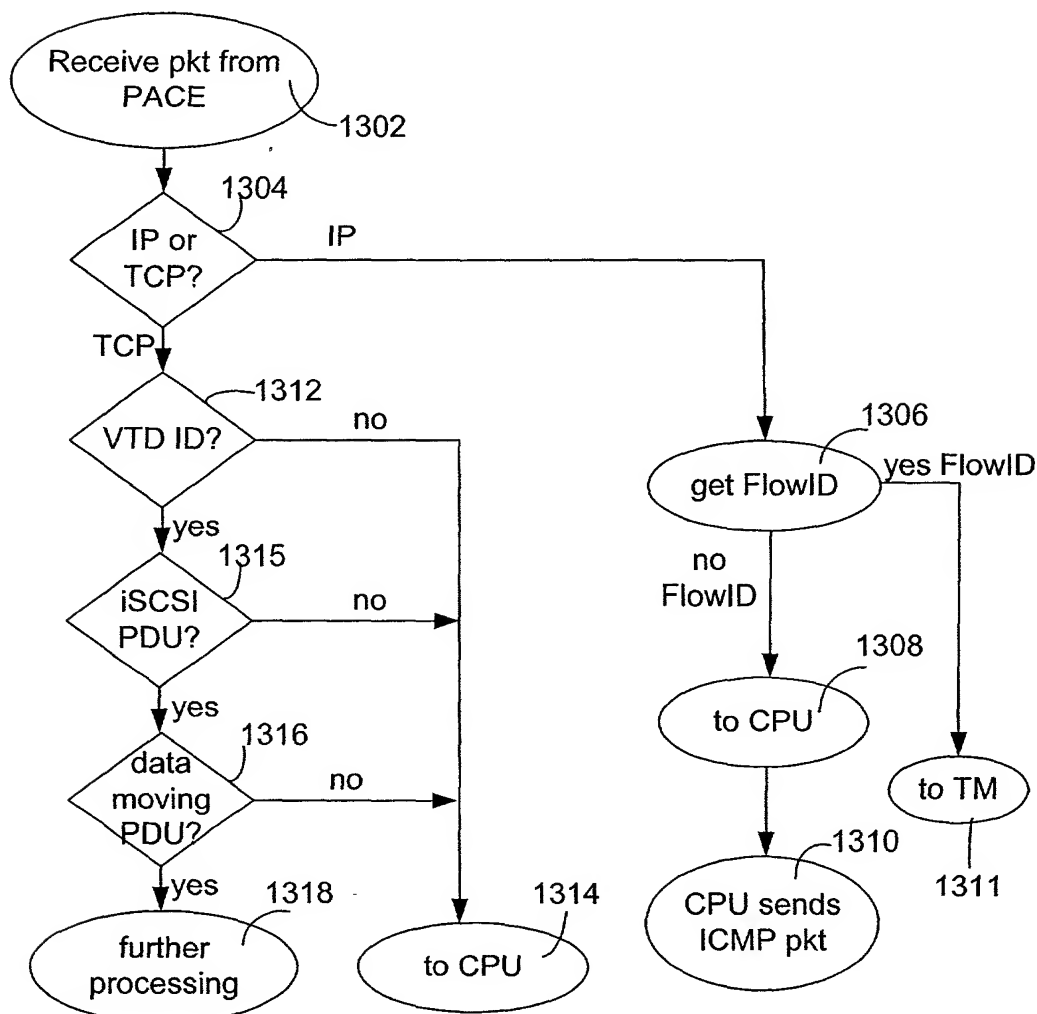 Receive pkt from
PACE
1302
1304
IP or
TCP?
IP
TCP
1312
VTD ID?
no
yes
1315
iSCSI
PDU?
no
yes
1316
data
moving
PDU?
no
yes
1318
further
processing
1314
to CPU
1306
get FlowID
yes FlowID
no
FlowID
1308
to CPU
1310
CPU sends
ICMP pkt
to TM
1311